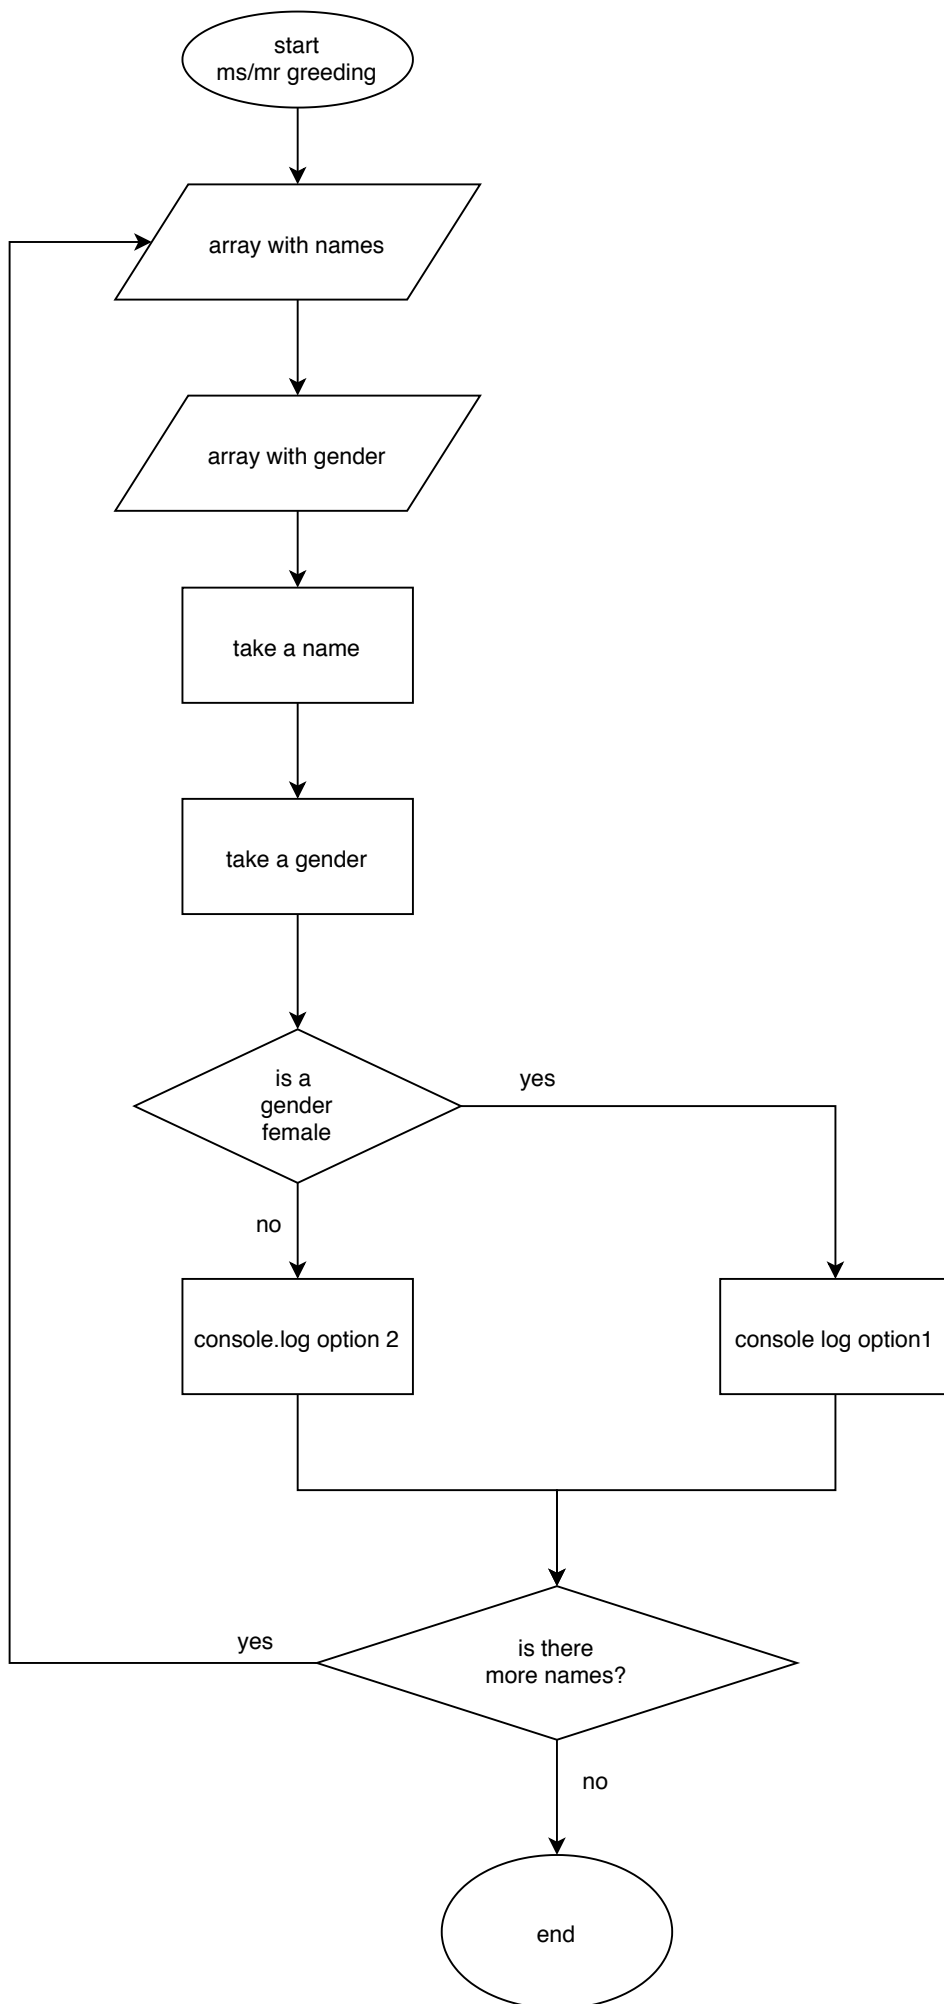 start
ms/mr greeding
array with names
array with gender
take a name
take a gender
is a
gender
female
yes
no
console.log option 2
console log option1
is there
more names?
yes
no
end